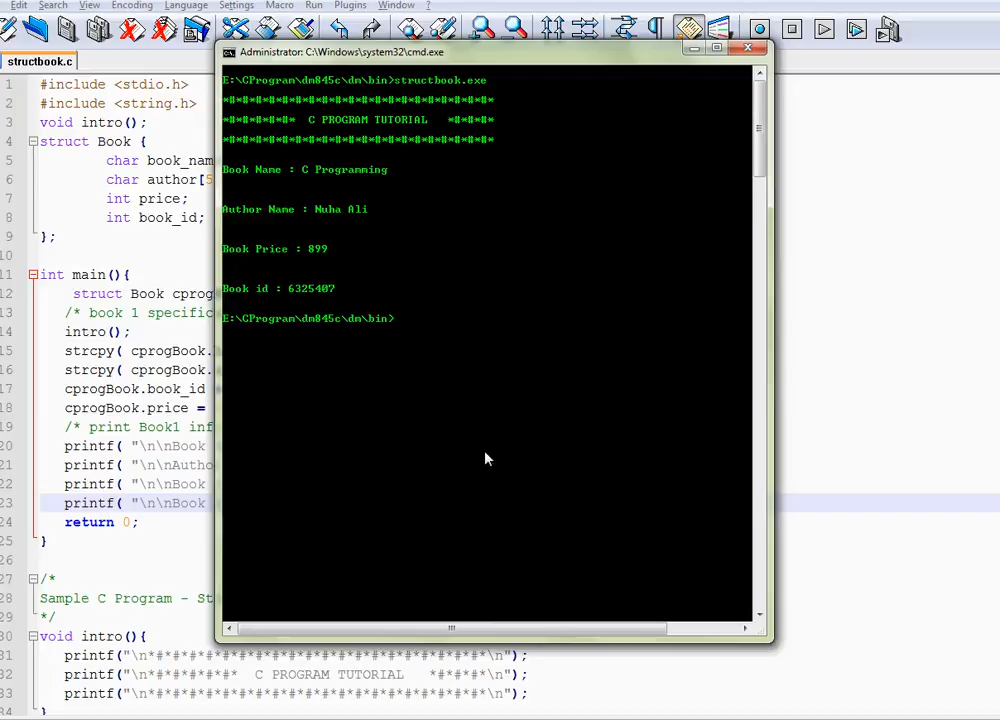 Edit Search View Encoding Language Settings Macro Run Plugins Window ?
structbook.c
Administrator: C:\Windows\system32\cmd.exe
E:\CProgram\dm845c\dm\bin>structbook.exe
*#*#*#*#*#*#*#*#*#*#*#*#*#*#*#*#*#*#*#*#*
*#*#*#*#*#*  C PROGRAM TUTORIAL   *#*#*#*
*#*#*#*#*#*#*#*#*#*#*#*#*#*#*#*#*#*#*#*#*
Book Name : C Programming
Author Name : Nuha Ali
Book Price : 899
Book id : 6325407
E:\CProgram\dm845c\dm\bin>
1 #include <stdio.h>
2 #include <string.h>
3 void intro();
4 struct Book {
5 char book_nam
6 char author[5
7 int price;
8 int book_id;
9 };
10
11 int main(){
12 struct Book cprog
13 /* book 1 specific
14 intro();
15 strcpy( cprogBook.
16 strcpy( cprogBook.
17 cprogBook.book_id
18 cprogBook.price =
19 /* print Book1 inf
20 printf( "\n\nBook
21 printf( "\n\nAutho
22 printf( "\n\nBook
23 printf( "\n\nBook
24 return 0;
25 }
26
27 /*
28 Sample C Program - St
29 */
30 void intro(){
31 printf("\n*#*#*#*#*#*#*#*#*#*#*#*#*#*#*#*#*#*#*#*#*\n");
32 printf("\n*#*#*#*#*#*  C PROGRAM TUTORIAL   *#*#*#*\n");
33 printf("\n*#*#*#*#*#*#*#*#*#*#*#*#*#*#*#*#*#*#*#*#*\n");
34 }